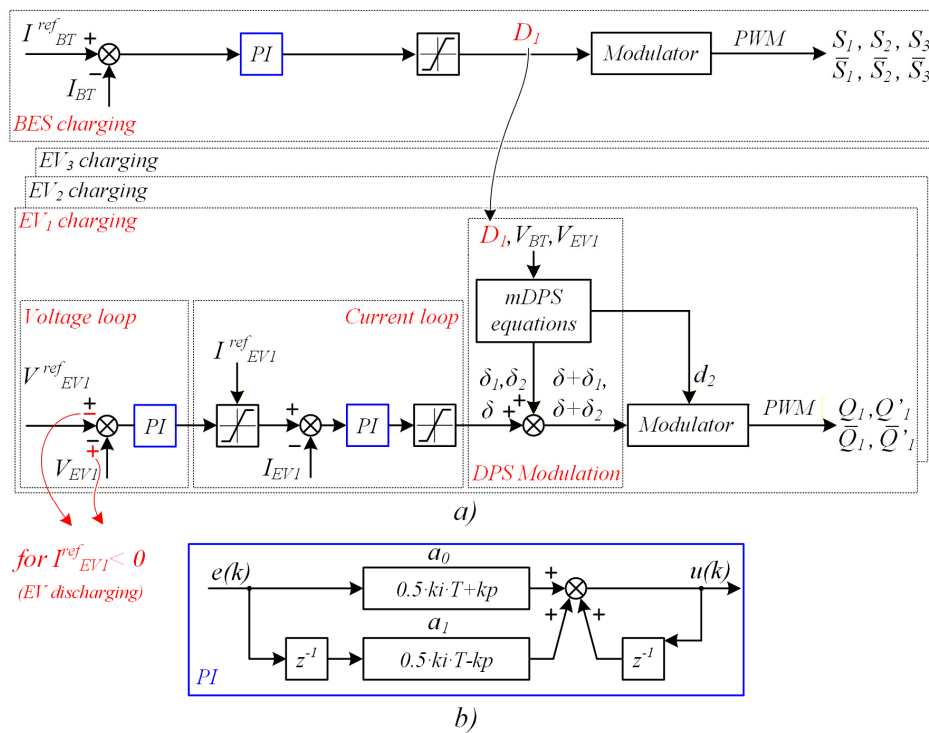 I^ref_BT + − I_BT PI D₁ Modulator PWM S₁, S₂, S₃
S̅₁, S̅₂, S̅₃
BES charging
EV₃ charging
EV₂ charging
EV₁ charging
D₁,V_BT,V_EV1
mDPS
equations
Voltage loop
Current loop
I^ref_EV1
V^ref_EV1
+ −
− +
V_EV1
PI
+ −
I_EV1
PI
δ₁,δ₂
δ
+ +
δ+δ₁,
δ+δ₂
d₂
Modulator
PWM
Q₁,Q'₁
Q̅₁,Q̅'₁
DPS Modulation
a)
for I^ref_EV1< 0
(EV discharging)
e(k)
a₀
0.5·ki·T+kp
+
u(k)
a₁
z⁻¹
0.5·ki·T-kp
+ +
z⁻¹
PI
b)